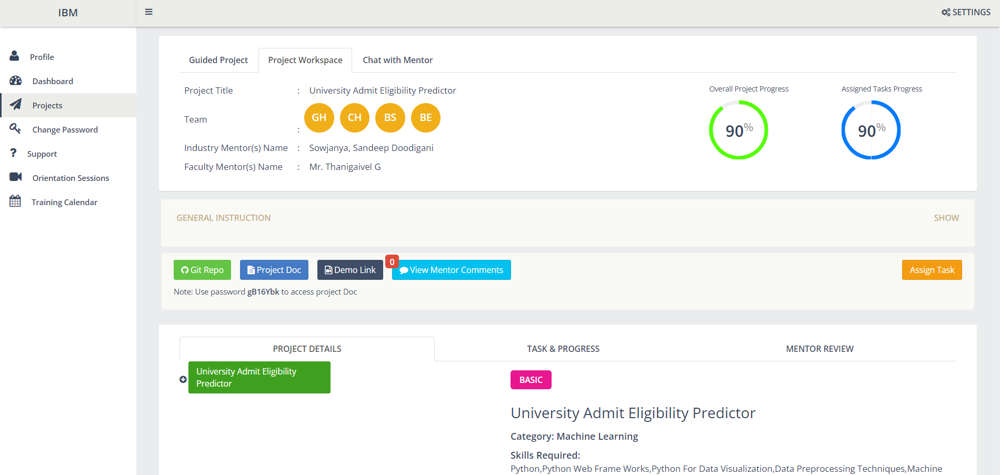 IBM
SETTINGS
Profile
Dashboard
Projects
Change Password
Support
Orientation Sessions
Training Calendar
Guided Project
Project Workspace
Chat with Mentor
Project Title : University Admit Eligibility Predictor
Team : GH CH BS BE
Industry Mentor(s) Name : Sowjanya, Sandeep Doodigani
Faculty Mentor(s) Name : Mr. Thanigaivel G
Overall Project Progress
90%
Assigned Tasks Progress
90%
GENERAL INSTRUCTION
SHOW
Git Repo
Project Doc
Demo Link
0
View Mentor Comments
Assign Task
Note: Use password gB16Ybk to access project Doc
PROJECT DETAILS
TASK & PROGRESS
MENTOR REVIEW
University Admit Eligibility
Predictor
BASIC
University Admit Eligibility Predictor
Category: Machine Learning
Skills Required:
Python,Python Web Frame Works,Python For Data Visualization,Data Preprocessing Techniques,Machine